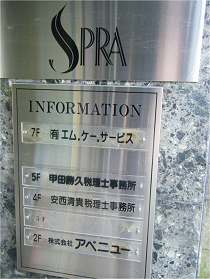 SPRA
INFORMATION
7F ㈲エム.ケー.サービス
5F 甲田勝久税理士事務所
4F 安西清貴税理士事務所
2F 株式会社 アベニュー